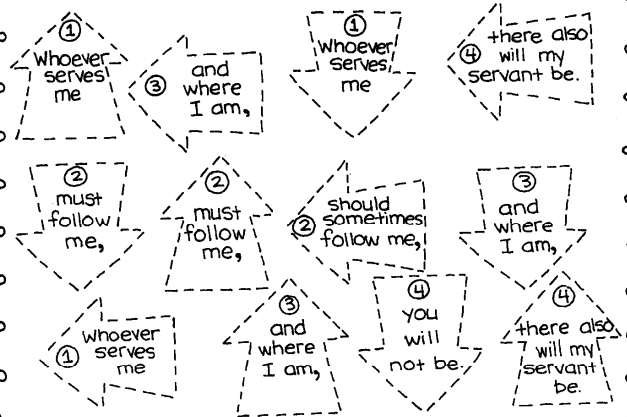 ① Whoever
serves
me
③ and
where
I am,
① Whoever
serves
me
④ there also
will my
servant be.
② must
follow
me,
② must
follow
me,
② should
sometimes
follow me,
③ and
where
I am,
① Whoever
serves
me
③ and
where
I am,
④ you
will
not be.
④ there also
will my
servant
be.